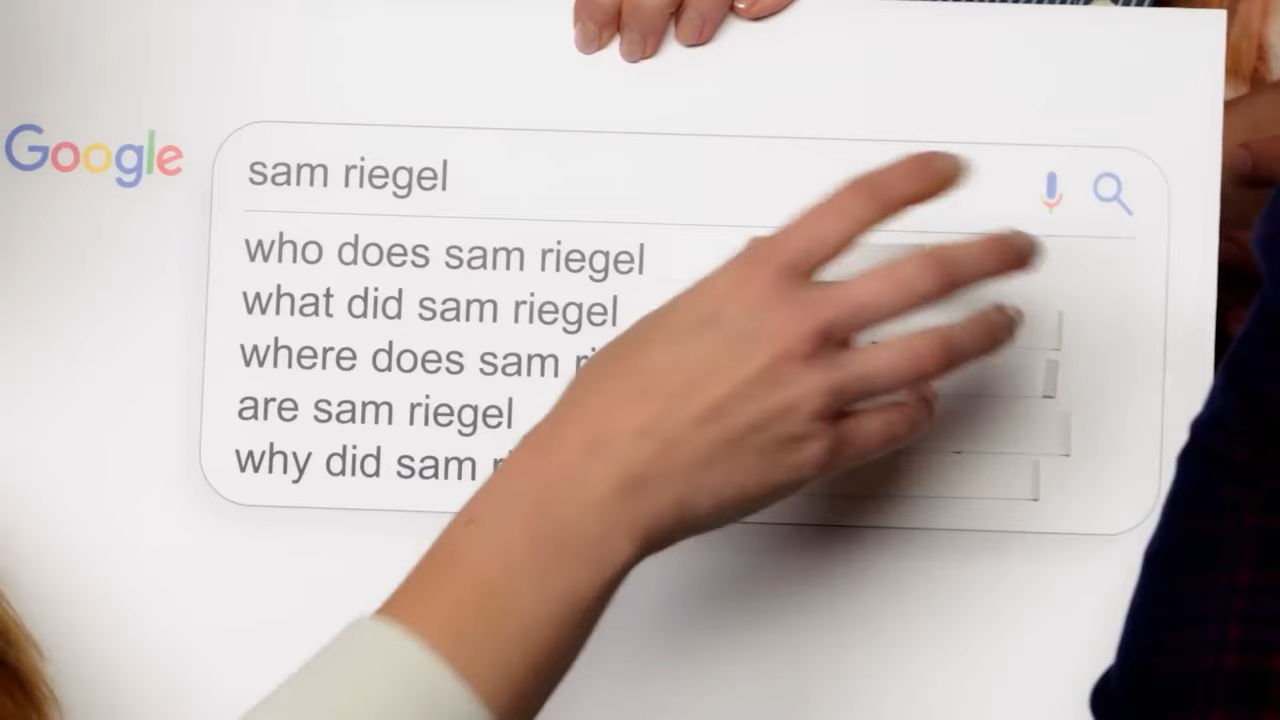 Google
sam riegel
who does sam riegel
what did sam riegel
where does sam
are sam riegel
why did sam